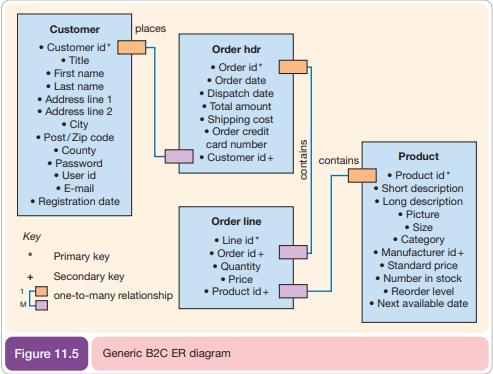 Customer
• Customer id*
• Title
• First name
• Last name
• Address line 1
• Address line 2
• City
• Post/Zip code
• County
• Password
• User id
• E-mail
• Registration date
places
Order hdr
• Order id*
• Order date
• Dispatch date
• Total amount
• Shipping cost
• Order credit
card number
• Customer id+
contains
contains
Order line
• Line id*
• Order id+
• Quantity
• Price
• Product id+
Product
• Product id*
• Short description
• Long description
• Picture
• Size
• Category
• Manufacturer id+
• Standard price
• Number in stock
• Reorder level
• Next available date
Key
* Primary key
+ Secondary key
1
M
one-to-many relationship
Figure 11.5
Generic B2C ER diagram